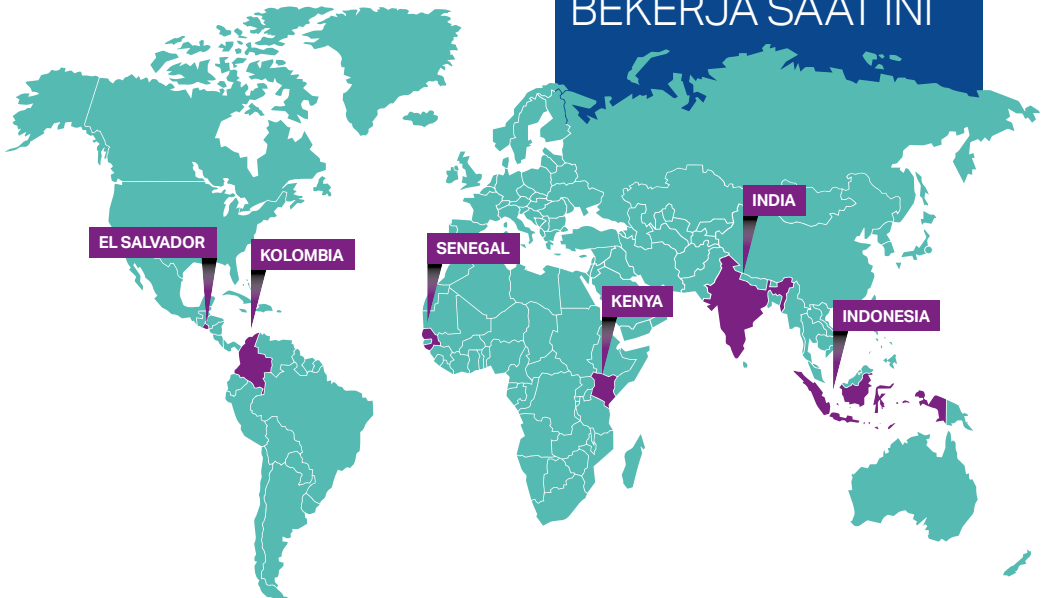 BEKERJA SAAT INI
INDIA
EL SALVADOR
KOLOMBIA
SENEGAL
KENYA
INDONESIA